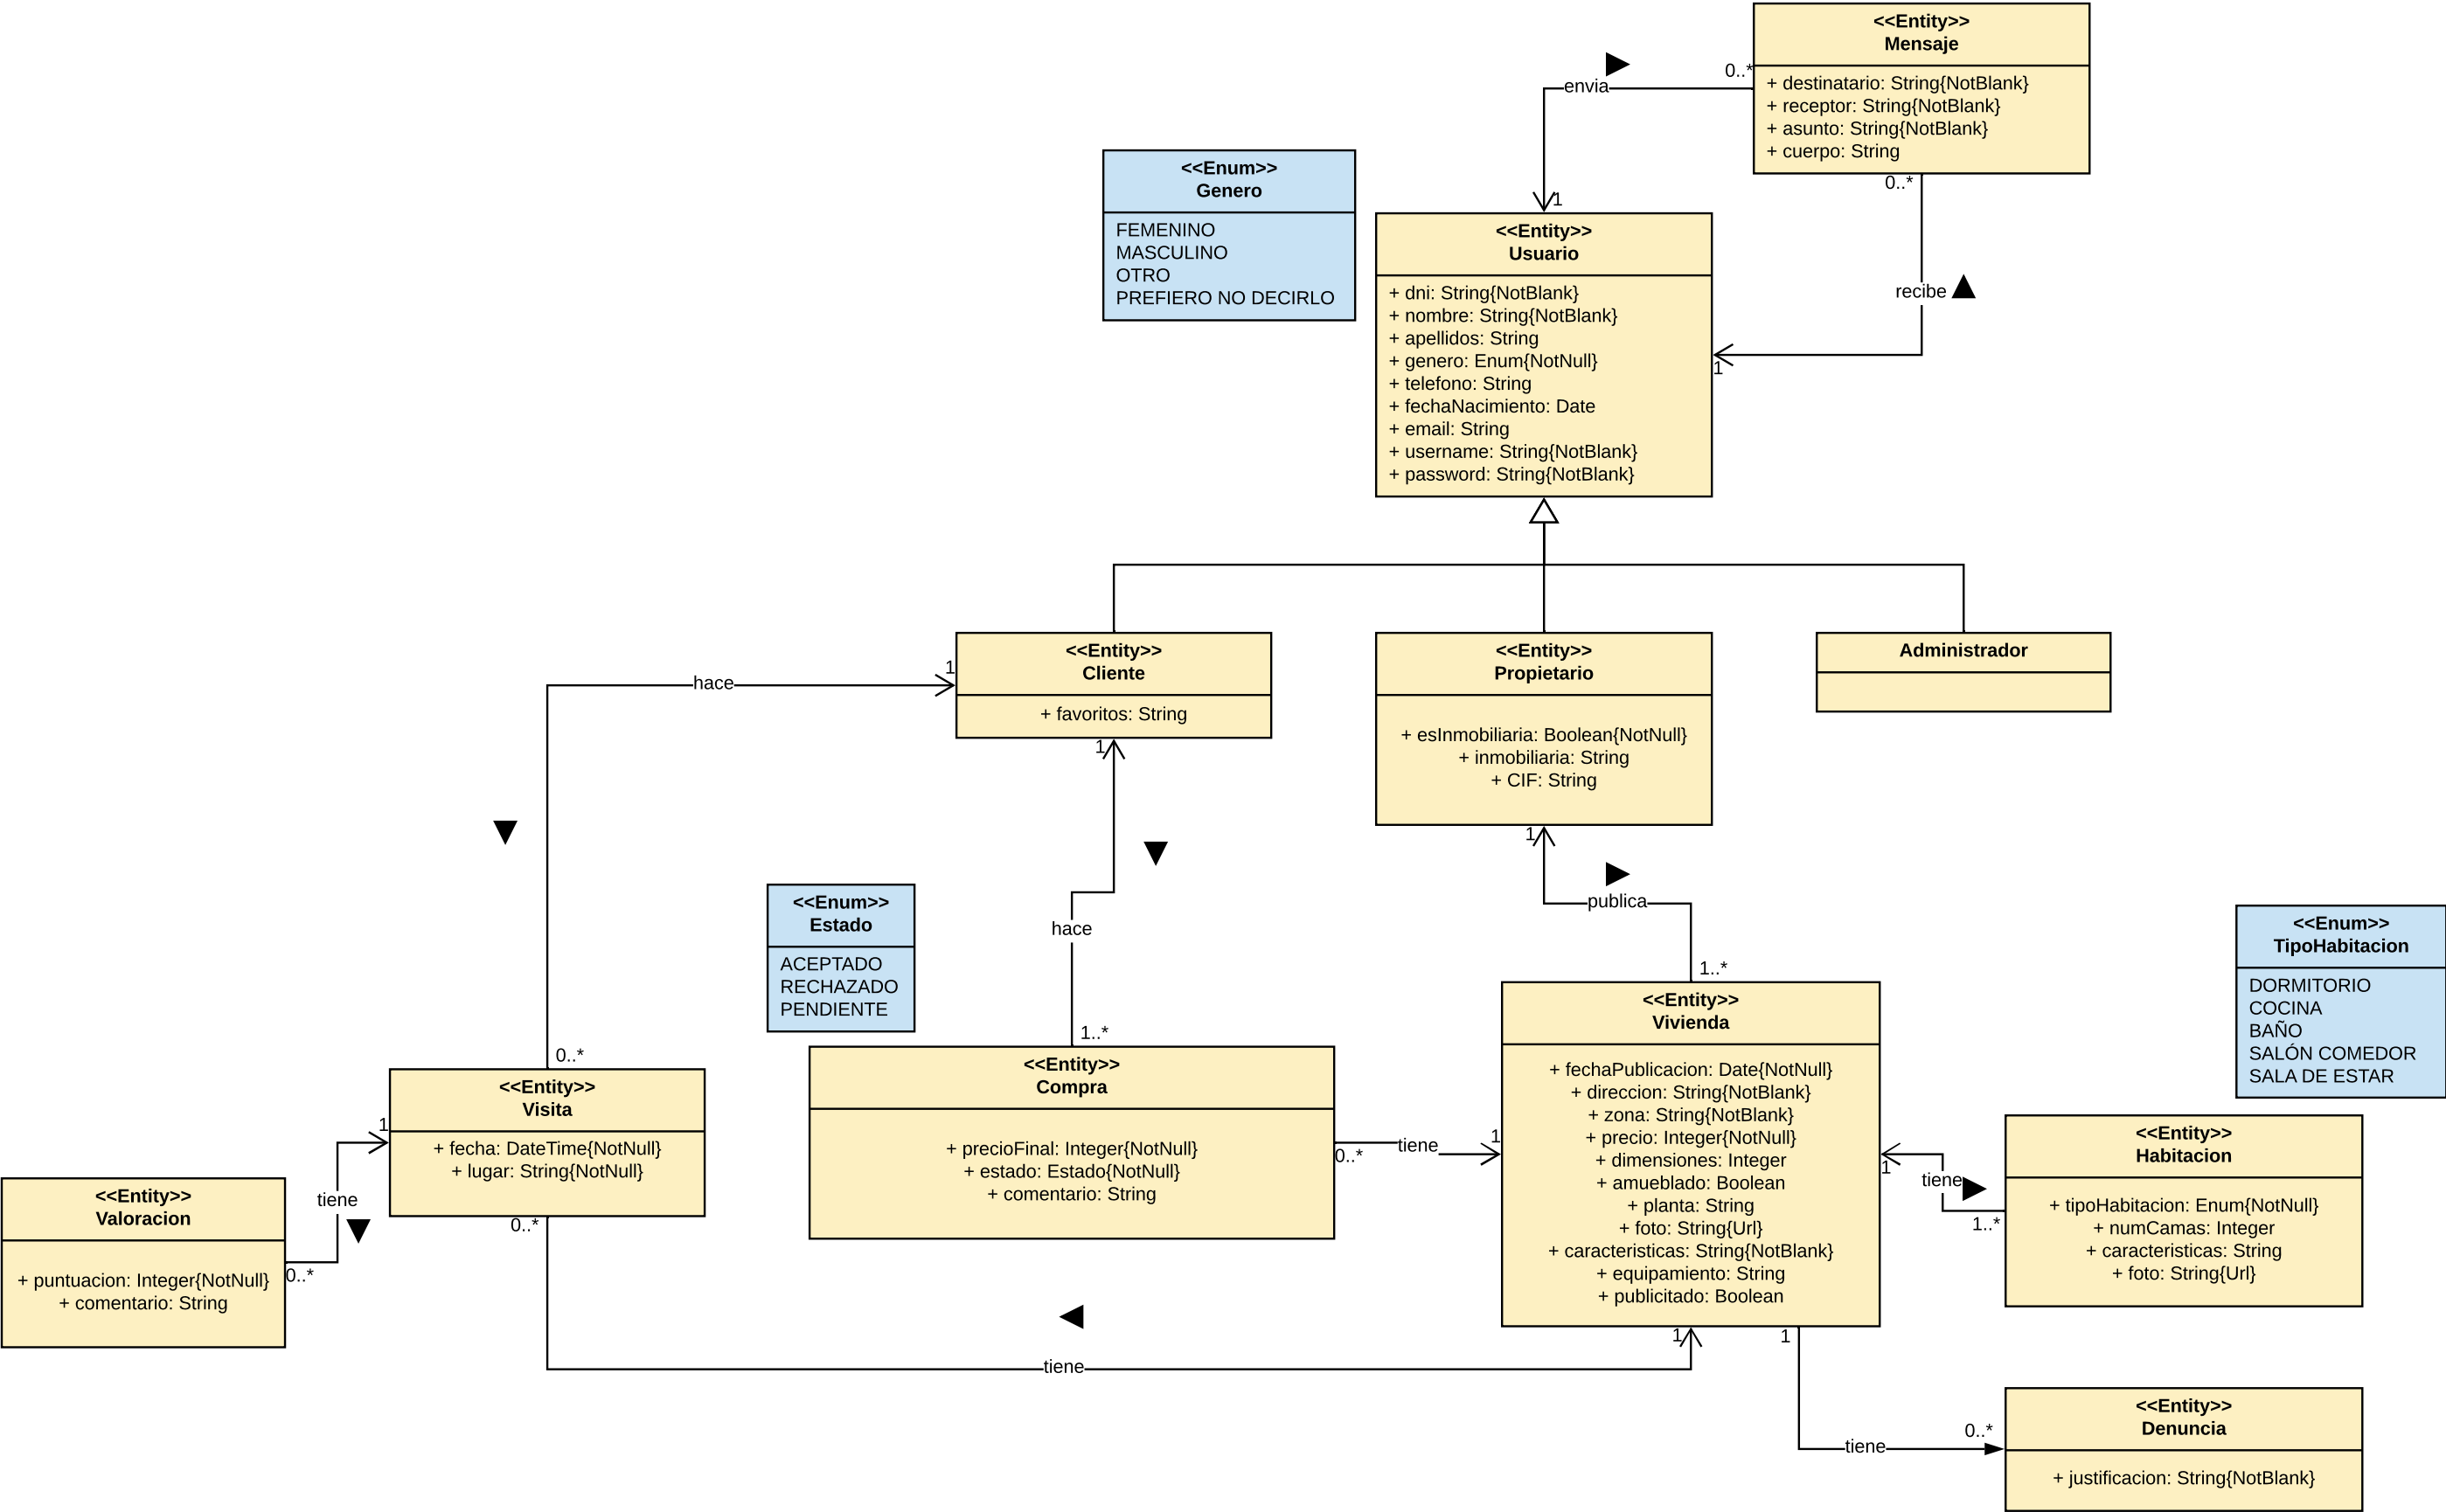 <<Entity>>
Mensaje
+ destinatario: String{NotBlank}
+ receptor: String{NotBlank}
+ asunto: String{NotBlank}
+ cuerpo: String
0..*
envia
1
0..*
recibe
1
<<Enum>>
Genero
FEMENINO
MASCULINO
OTRO
PREFIERO NO DECIRLO
<<Entity>>
Usuario
+ dni: String{NotBlank}
+ nombre: String{NotBlank}
+ apellidos: String
+ genero: Enum{NotNull}
+ telefono: String
+ fechaNacimiento: Date
+ email: String
+ username: String{NotBlank}
+ password: String{NotBlank}
<<Entity>>
Cliente
+ favoritos: String
<<Entity>>
Propietario
+ esInmobiliaria: Boolean{NotNull}
+ inmobiliaria: String
+ CIF: String
Administrador
1
hace
0..*
1
hace
1..*
1
publica
1..*
<<Enum>>
Estado
ACEPTADO
RECHAZADO
PENDIENTE
<<Enum>>
TipoHabitacion
DORMITORIO
COCINA
BAÑO
SALÓN COMEDOR
SALA DE ESTAR
<<Entity>>
Valoracion
+ puntuacion: Integer{NotNull}
+ comentario: String
0..*
tiene
1
<<Entity>>
Visita
+ fecha: DateTime{NotNull}
+ lugar: String{NotNull}
0..*
tiene
1
<<Entity>>
Compra
+ precioFinal: Integer{NotNull}
+ estado: Estado{NotNull}
+ comentario: String
0..*
tiene
1
<<Entity>>
Vivienda
+ fechaPublicacion: Date{NotNull}
+ direccion: String{NotBlank}
+ zona: String{NotBlank}
+ precio: Integer{NotNull}
+ dimensiones: Integer
+ amueblado: Boolean
+ planta: String
+ foto: String{Url}
+ caracteristicas: String{NotBlank}
+ equipamiento: String
+ publicitado: Boolean
1
tiene
1..*
<<Entity>>
Habitacion
+ tipoHabitacion: Enum{NotNull}
+ numCamas: Integer
+ caracteristicas: String
+ foto: String{Url}
1
tiene
0..*
<<Entity>>
Denuncia
+ justificacion: String{NotBlank}